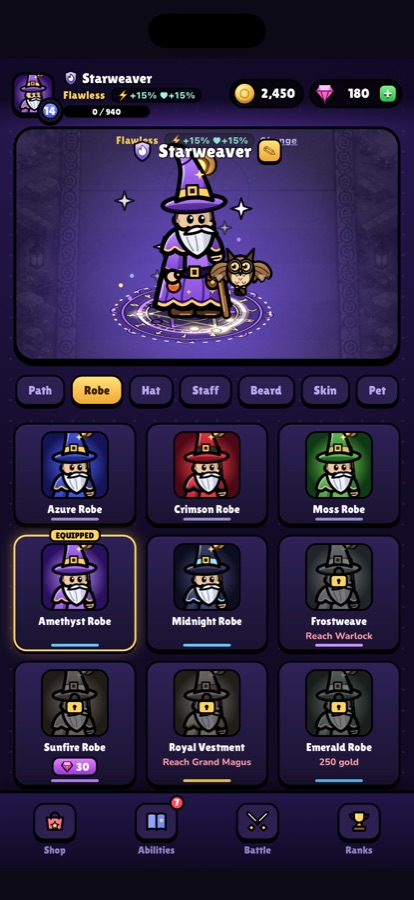 Starweaver
Flawless +15% +15%
14
0 / 940
2,450
180
Flawless +15% +15% Change
Starweaver
Path
Robe
Hat
Staff
Beard
Skin
Pet
Azure Robe
Crimson Robe
Moss Robe
EQUIPPED
Amethyst Robe
Midnight Robe
Frostweave
Reach Warlock
Sunfire Robe
30
Royal Vestment
Reach Grand Magus
Emerald Robe
250 gold
Shop
7
Abilities
Battle
Ranks